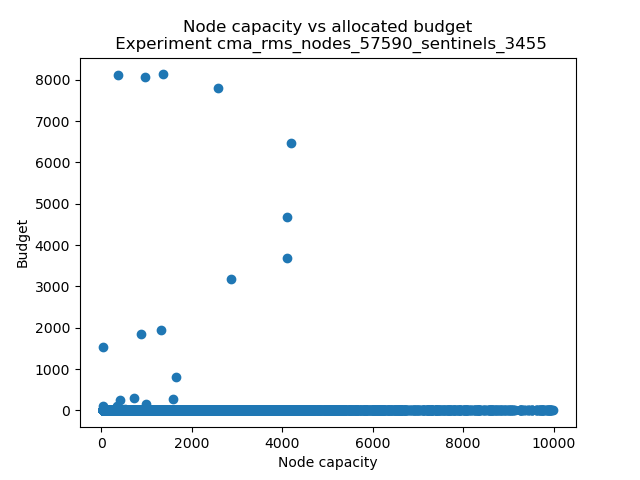 Node capacity vs allocated budget
Experiment cma_rms_nodes_57590_sentinels_3455
8000
7000
6000
5000
4000
3000
2000
1000
0
Budget
0 2000 4000 6000 8000 10000
Node capacity